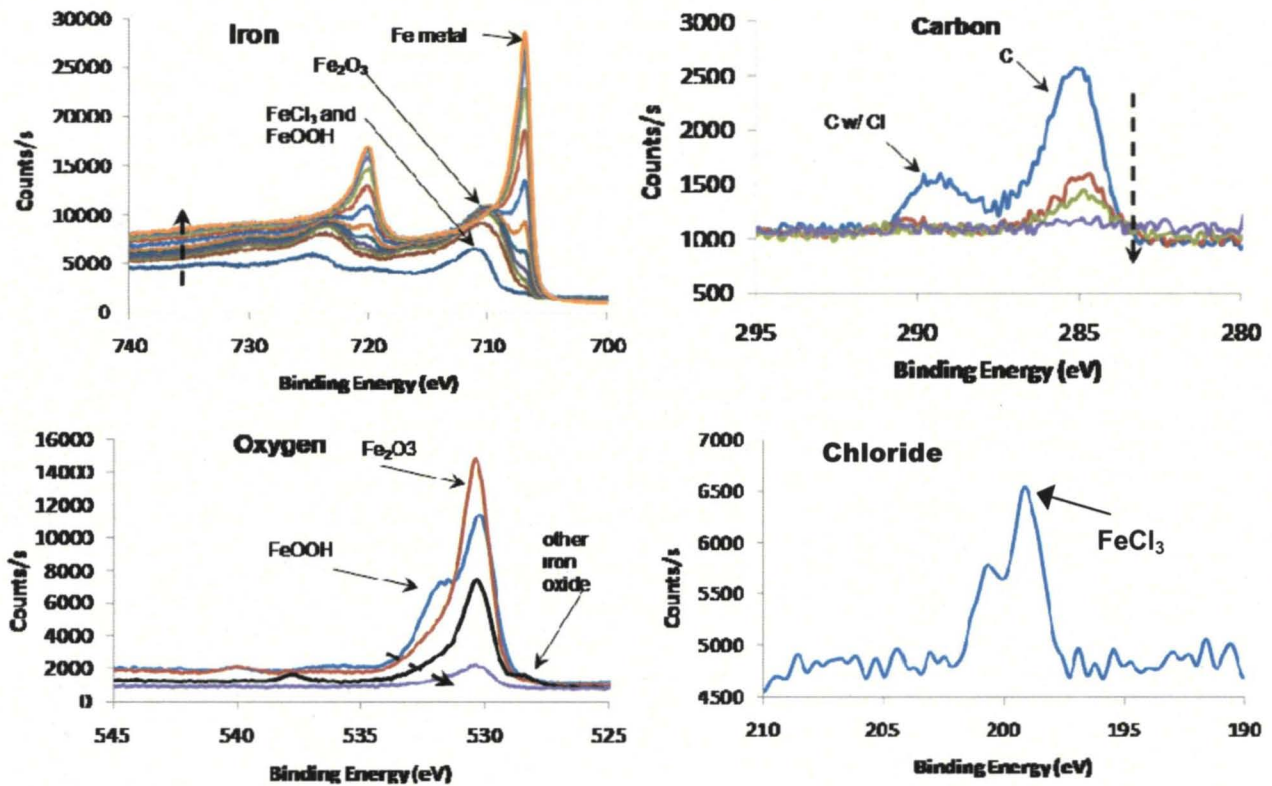 Iron
Fe metal
Fe₂O₃
FeCl₃ and
FeOOH
Counts/s
30000
25000
20000
15000
10000
5000
0
740 730 720 710 700
Binding Energy (eV)
Carbon
C
C w/ Cl
Counts/s
3000
2500
2000
1500
1000
500
295 290 285 280
Binding Energy (eV)
Oxygen
Fe₂O3
FeOOH
other
iron
oxide
Counts/s
16000
14000
12000
10000
8000
6000
4000
2000
0
545 540 535 530 525
Binding Energy (eV)
Chloride
FeCl₃
Counts/s
7000
6500
6000
5500
5000
4500
210 205 200 195 190
Binding Energy (eV)